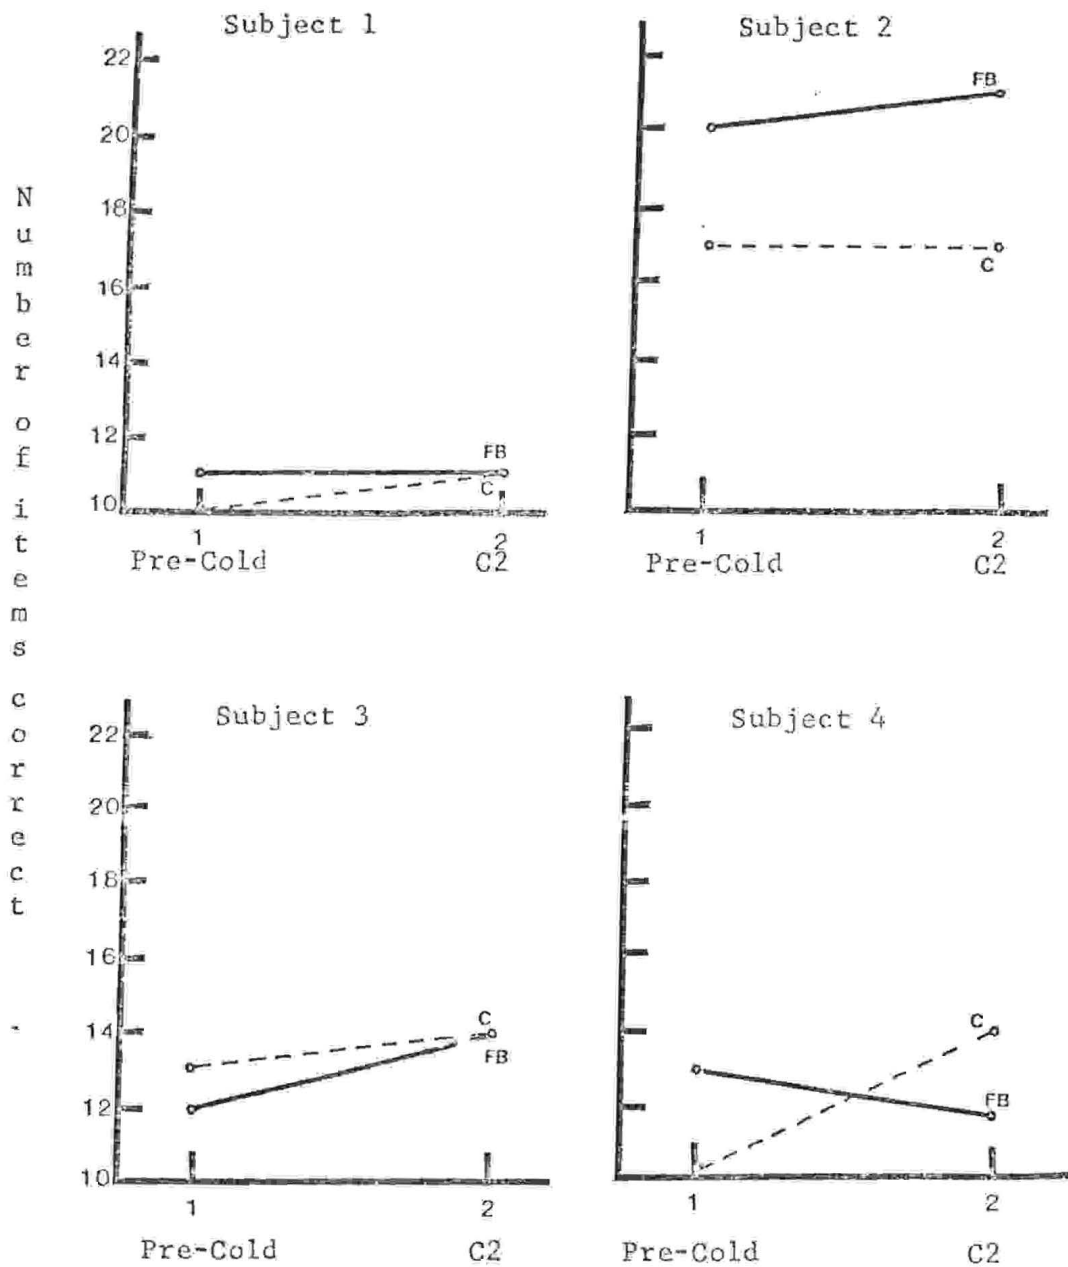 Number of items correct
Subject 1
22
20
18
16
14
12
10
FB
C
1 2
Pre-Cold C2
Subject 2
FB
C
1 2
Pre-Cold C2
Subject 3
22
20
18
16
14
12
10
C
FB
1 2
Pre-Cold C2
Subject 4
C
FB
1 2
Pre-Cold C2